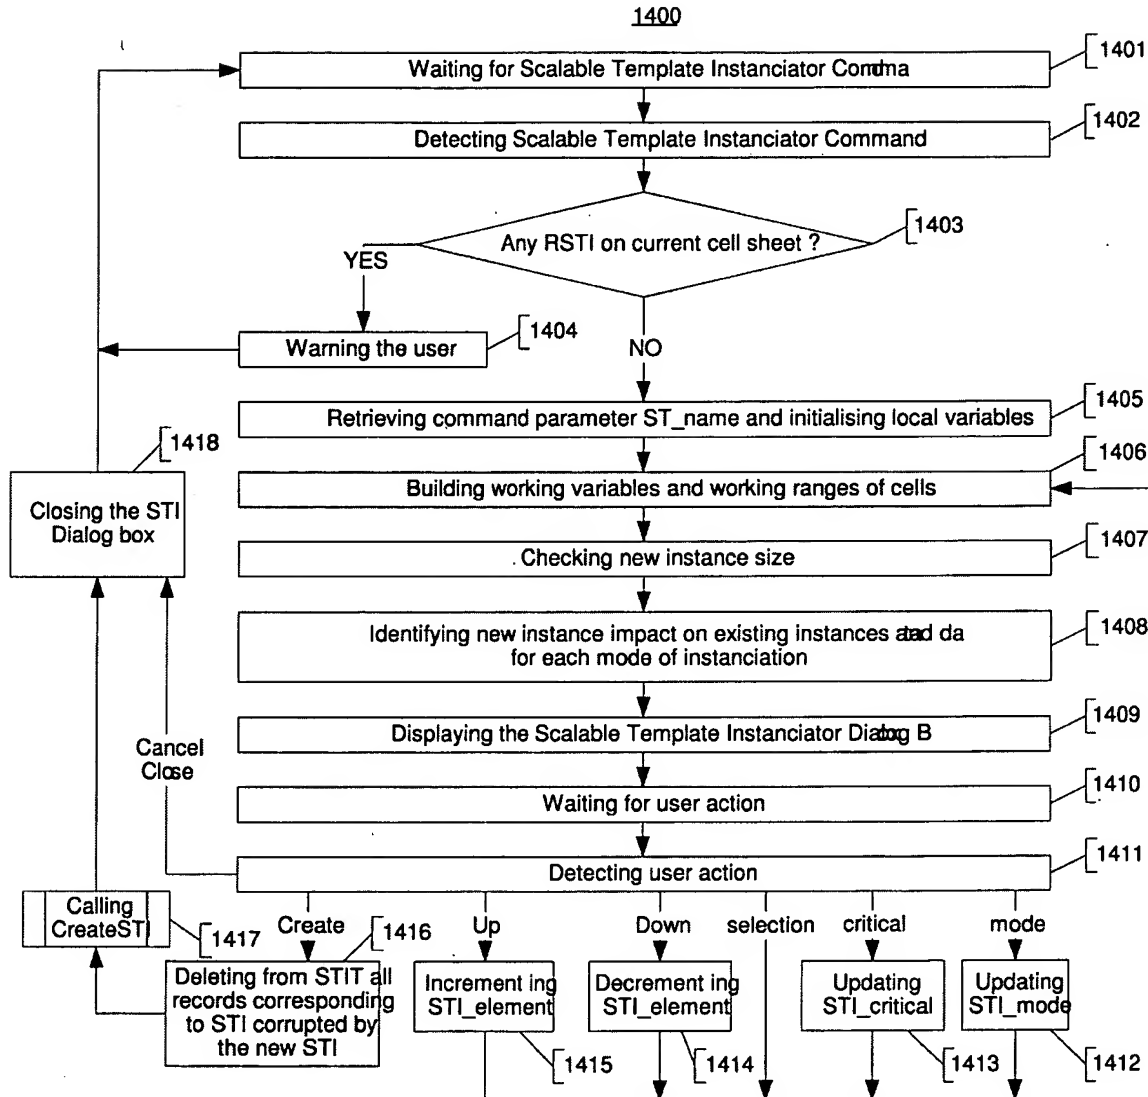 1400
Waiting for Scalable Template Instanciator Comma
1401
Detecting Scalable Template Instanciator Command
1402
Any RSTI on current cell sheet ?
1403
YES
Warning the user
1404
NO
Retrieving command parameter ST_name and initialising local variables
1405
1418
Closing the STI
Dialog box
Building working variables and working ranges of cells
1406
Checking new instance size
1407
Identifying new instance impact on existing instances and da
for each mode of instanciation
1408
Displaying the Scalable Template Instanciator Dialog B
1409
Cancel
Close
Waiting for user action
1410
Detecting user action
1411
Calling
CreateSTI
1417
Create
Up
Down
selection
critical
mode
1416
Deleting from STIT all
records corresponding
to STI corrupted by
the new STI
Increment ing
STI_element
1415
Decrement ing
STI_element
1414
Updating
STI_critical
1413
Updating
STI_mode
1412